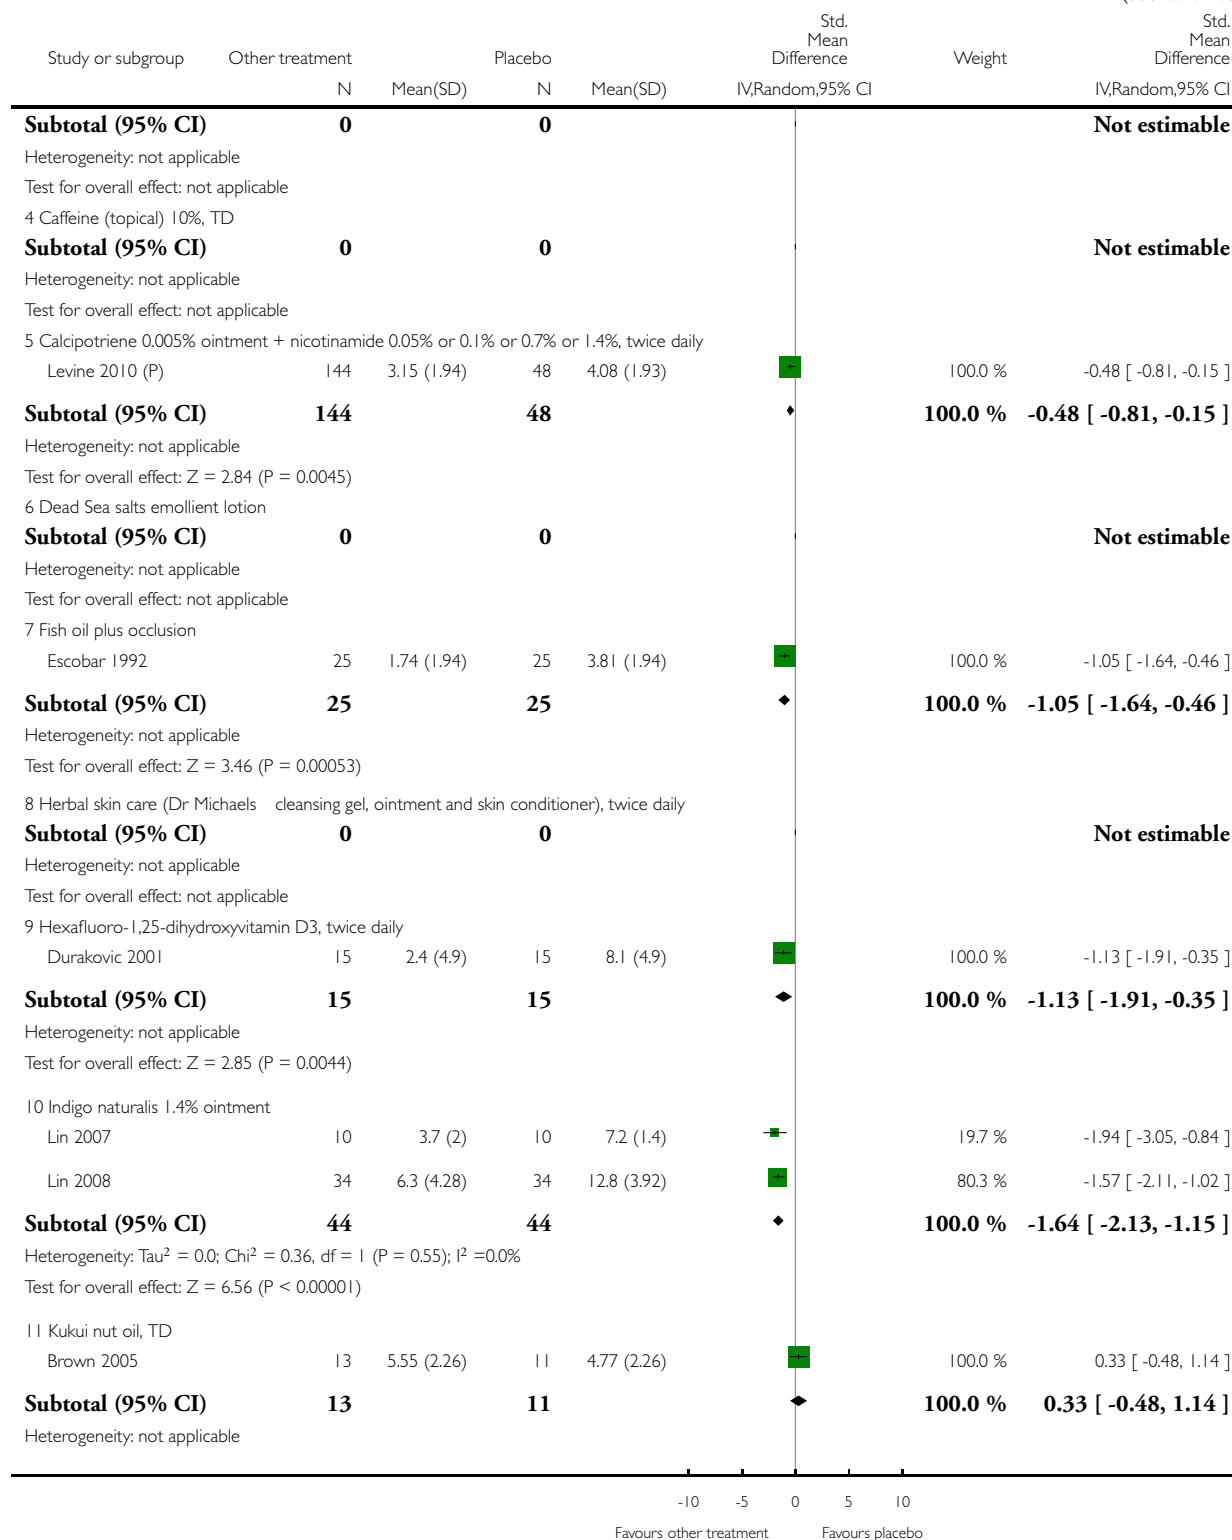 Study or subgroup Other treatment Placebo Std. Mean Difference Weight Std. Mean Difference
N Mean(SD) N Mean(SD) IV,Random,95% CI IV,Random,95% CI
Subtotal (95% CI) 0 0 Not estimable
Heterogeneity: not applicable
Test for overall effect: not applicable
4 Caffeine (topical) 10%, TD
Subtotal (95% CI) 0 0 Not estimable
Heterogeneity: not applicable
Test for overall effect: not applicable
5 Calcipotriene 0.005% ointment + nicotinamide 0.05% or 0.1% or 0.7% or 1.4%, twice daily
Levine 2010 (P) 144 3.15 (1.94) 48 4.08 (1.93) 100.0 % -0.48 [ -0.81, -0.15 ]
Subtotal (95% CI) 144 48 100.0 % -0.48 [ -0.81, -0.15 ]
Heterogeneity: not applicable
Test for overall effect: Z = 2.84 (P = 0.0045)
6 Dead Sea salts emollient lotion
Subtotal (95% CI) 0 0 Not estimable
Heterogeneity: not applicable
Test for overall effect: not applicable
7 Fish oil plus occlusion
Escobar 1992 25 1.74 (1.94) 25 3.81 (1.94) 100.0 % -1.05 [ -1.64, -0.46 ]
Subtotal (95% CI) 25 25 100.0 % -1.05 [ -1.64, -0.46 ]
Heterogeneity: not applicable
Test for overall effect: Z = 3.46 (P = 0.00053)
8 Herbal skin care (Dr Michaels cleansing gel, ointment and skin conditioner), twice daily
Subtotal (95% CI) 0 0 Not estimable
Heterogeneity: not applicable
Test for overall effect: not applicable
9 Hexafluoro-1,25-dihydroxyvitamin D3, twice daily
Durakovic 2001 15 2.4 (4.9) 15 8.1 (4.9) 100.0 % -1.13 [ -1.91, -0.35 ]
Subtotal (95% CI) 15 15 100.0 % -1.13 [ -1.91, -0.35 ]
Heterogeneity: not applicable
Test for overall effect: Z = 2.85 (P = 0.0044)
10 Indigo naturalis 1.4% ointment
Lin 2007 10 3.7 (2) 10 7.2 (1.4) 19.7 % -1.94 [ -3.05, -0.84 ]
Lin 2008 34 6.3 (4.28) 34 12.8 (3.92) 80.3 % -1.57 [ -2.11, -1.02 ]
Subtotal (95% CI) 44 44 100.0 % -1.64 [ -2.13, -1.15 ]
Heterogeneity: Tau² = 0.0; Chi² = 0.36, df = 1 (P = 0.55); I² =0.0%
Test for overall effect: Z = 6.56 (P < 0.00001)
11 Kukui nut oil, TD
Brown 2005 13 5.55 (2.26) 11 4.77 (2.26) 100.0 % 0.33 [ -0.48, 1.14 ]
Subtotal (95% CI) 13 11 100.0 % 0.33 [ -0.48, 1.14 ]
Heterogeneity: not applicable
-10 -5 0 5 10
Favours other treatment Favours placebo